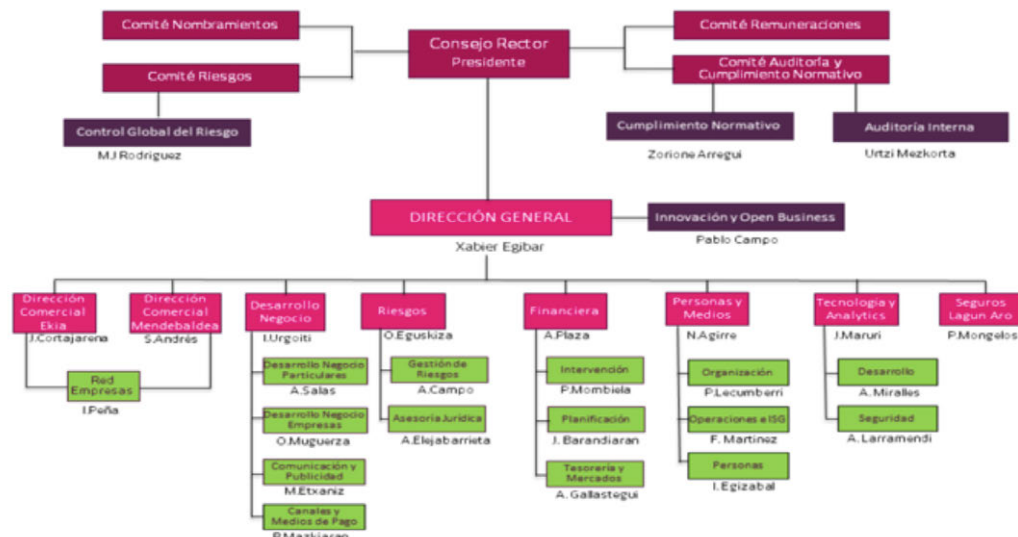 Comité Nombramientos
Comité Remuneraciones
Consejo Rector
Presidente
Comité Riesgos
Comité Auditoría y
Cumplimiento Normativo
Control Global del Riesgo
M.J Rodriguez
Cumplimiento Normativo
Zorione Arregui
Auditoría Interna
Urtzi Mezkorta
DIRECCIÓN GENERAL
Xabier Egibar
Innovación y Open Business
Pablo Campo
Dirección
Comercial
Ekia
J.Cortajarena
Dirección
Comercial
Mendebaldea
S.Andrés
Red
Empresas
I.Peña
Desarrollo
Negocio
I.Urgoiti
Desarrollo Negocio
Particulares
A.Salas
Desarrollo Negocio
Empresas
O.Muguerza
Comunicación y
Publicidad
M.Etxaniz
Canales y
Medios de Pago
Riesgos
O.Eguskiza
Gestión de
Riesgos
A.Campo
Asesoría Jurídica
A.Elejabarrieta
Financiera
A.Plaza
Intervención
P.Mombiela
Planificación
J. Barandiaran
Tesorería y
Mercados
A. Gallastegui
Personas y
Medios
N.Agirre
Organización
P.Lecumberri
Operaciones e ISG
F. Martinez
Personas
I. Egizabal
Tecnología y
Analytics
J.Maruri
Desarrollo
A. Miralles
Seguridad
A. Larramendi
Seguros
Lagun Aro
P.Mongelos